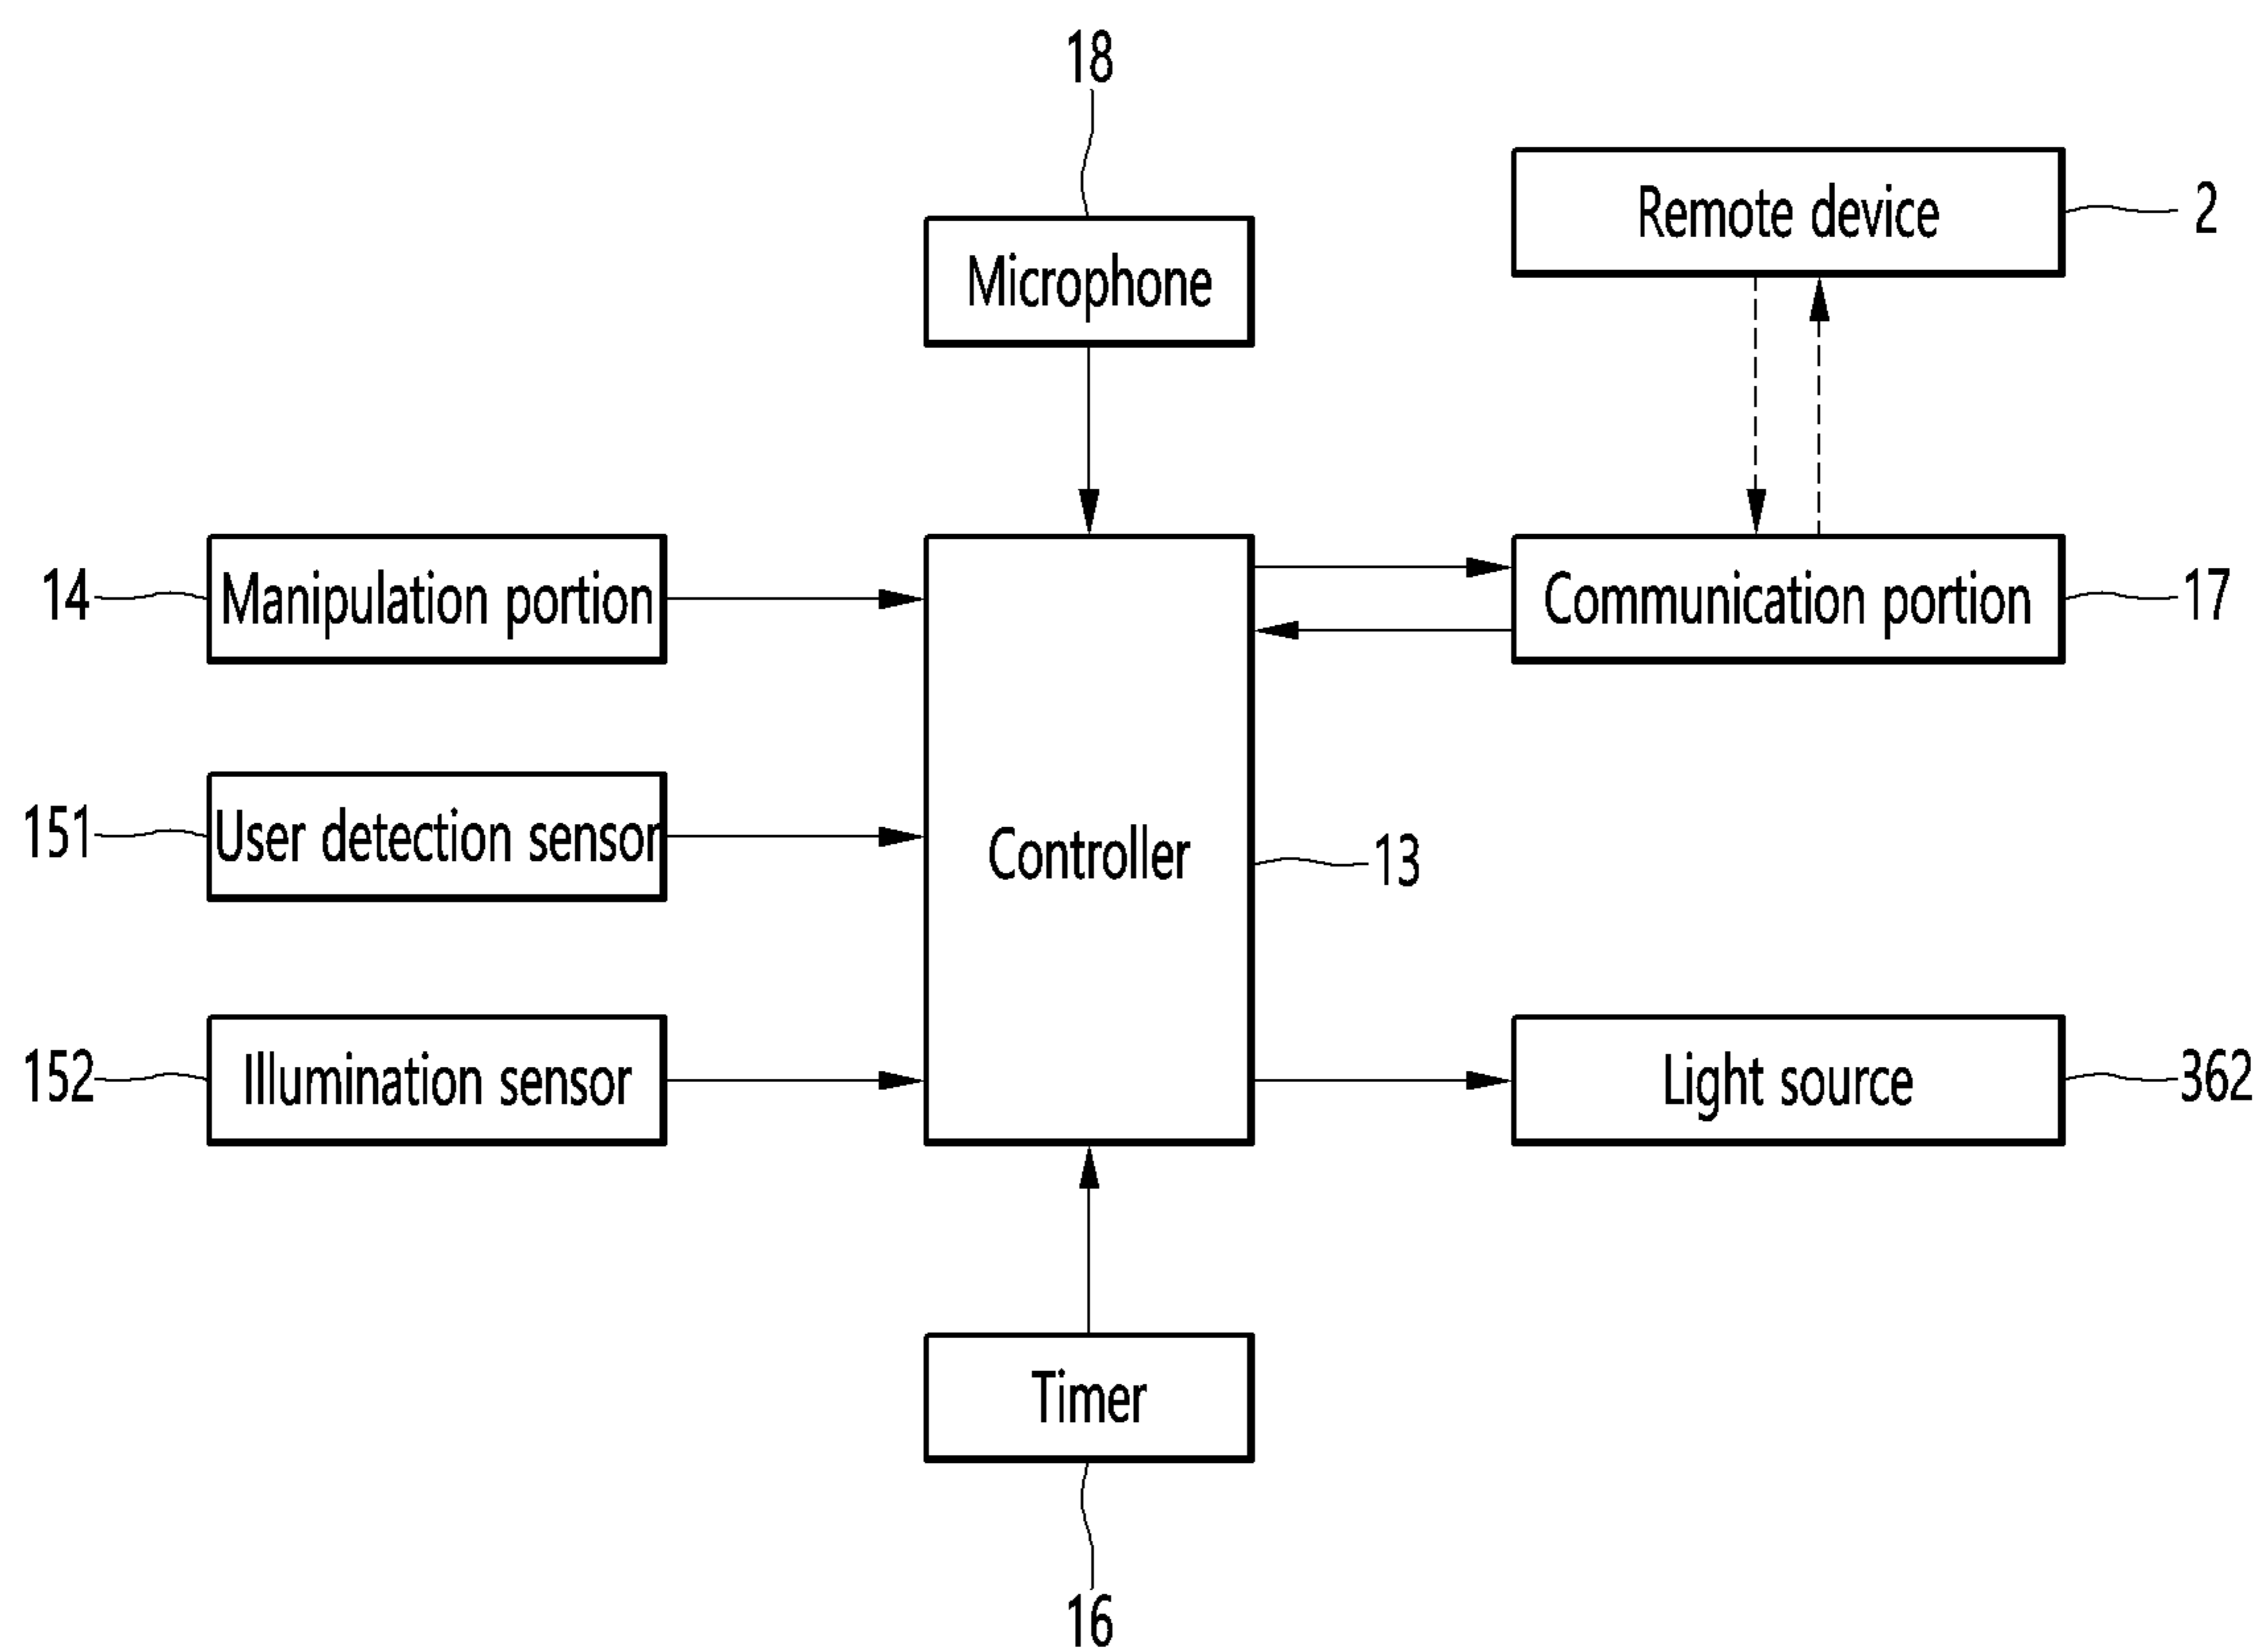 18
Remote device
2
Microphone
14
Manipulation portion
Communication portion
17
151
User detection sensor
Controller
13
152
Illumination sensor
Light source
362
Timer
16